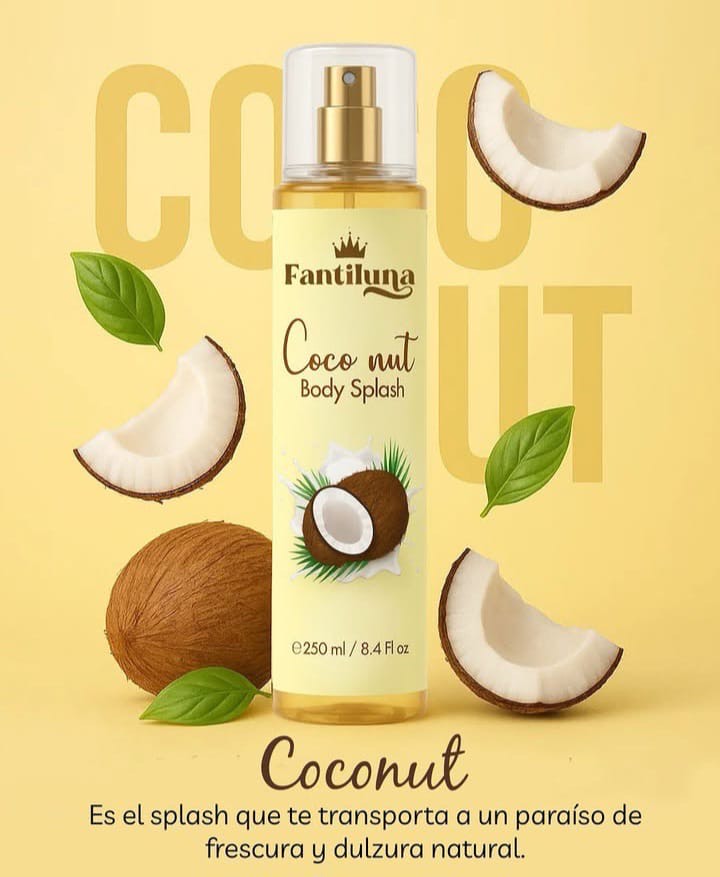 COCO
NUT
Fantiluna
Coco nut
Body Splash
℮250 ml / 8.4 Fl oz
Coconut
Es el splash que te transporta a un paraíso de
frescura y dulzura natural.